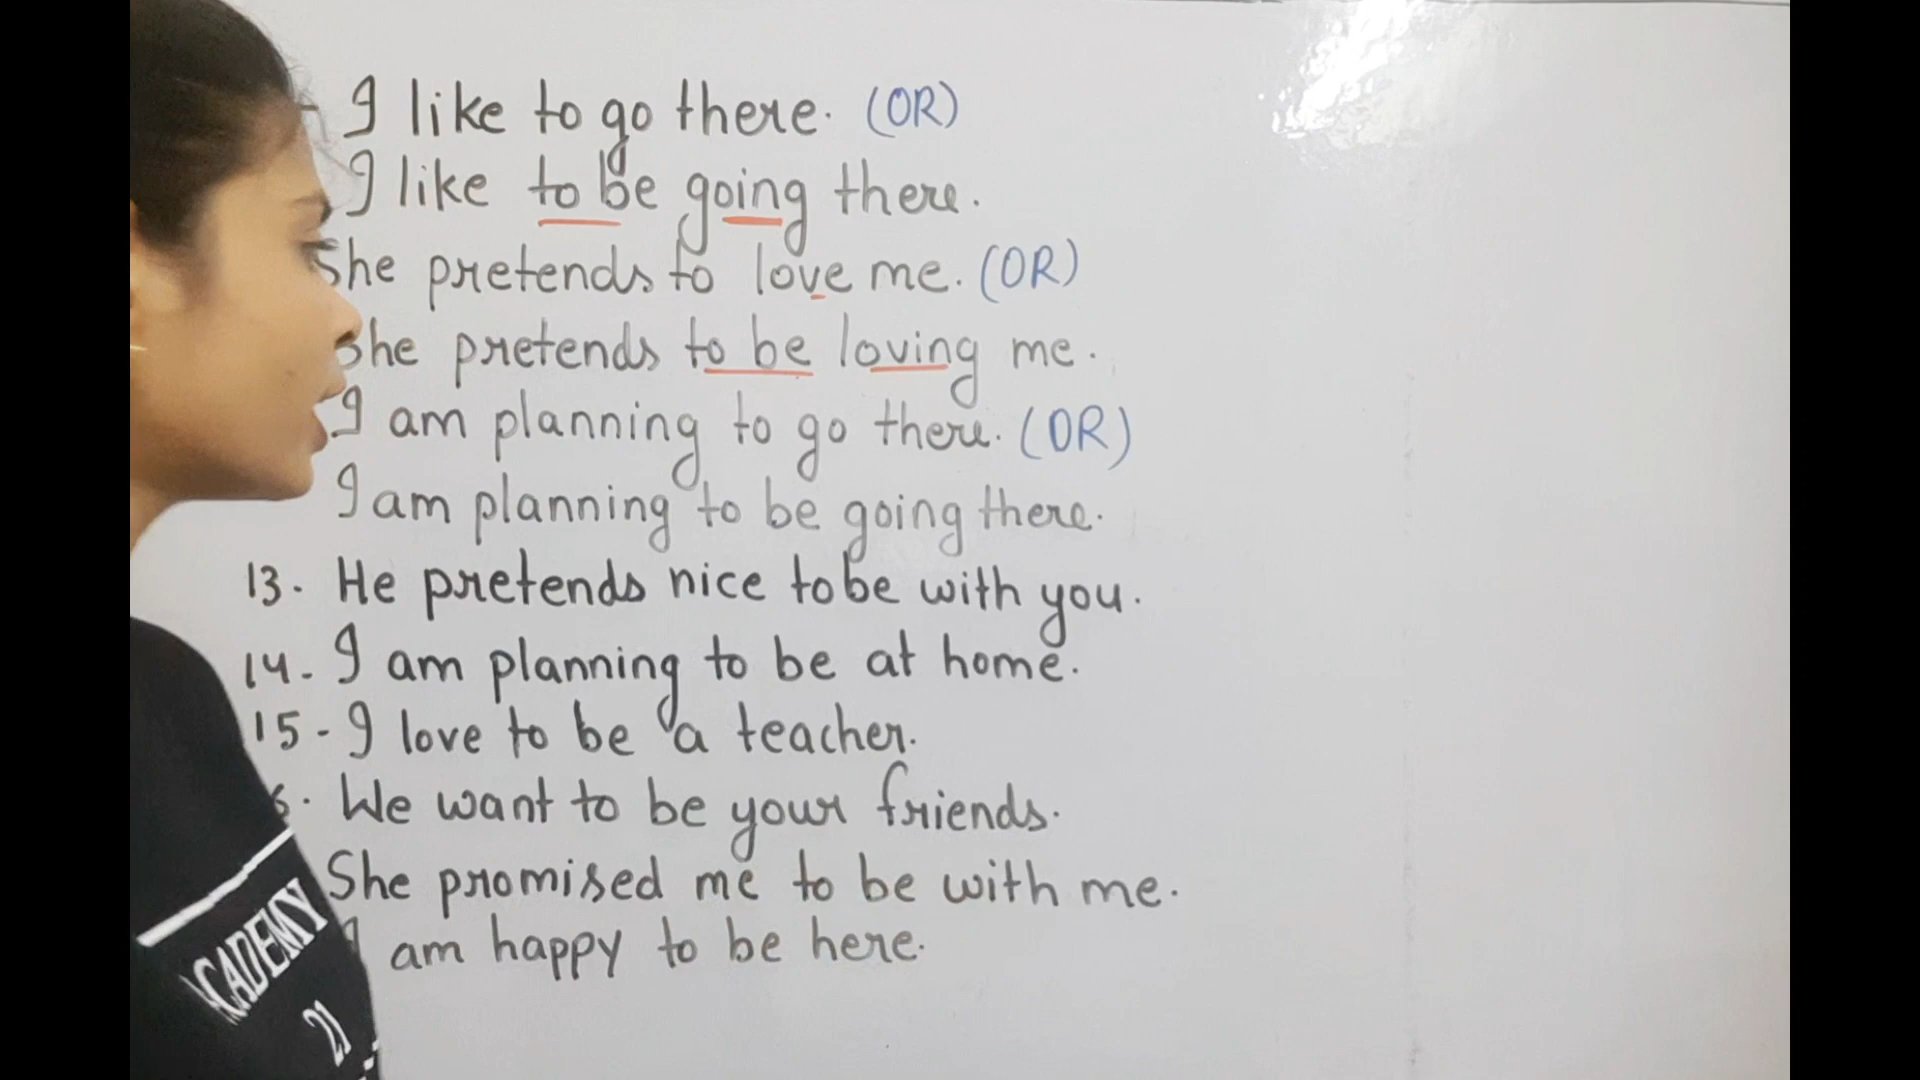 - I like to go there. (OR)
I like to be going there.
She pretends to love me. (OR)
She pretends to be loving me.
I am planning to go there. (OR)
I am planning to be going there.
13. He pretends nice to be with you.
14- I am planning to be at home.
15- I love to be a teacher.
6. We want to be your friends.
She promised me to be with me.
I am happy to be here.
ACADEMY
21